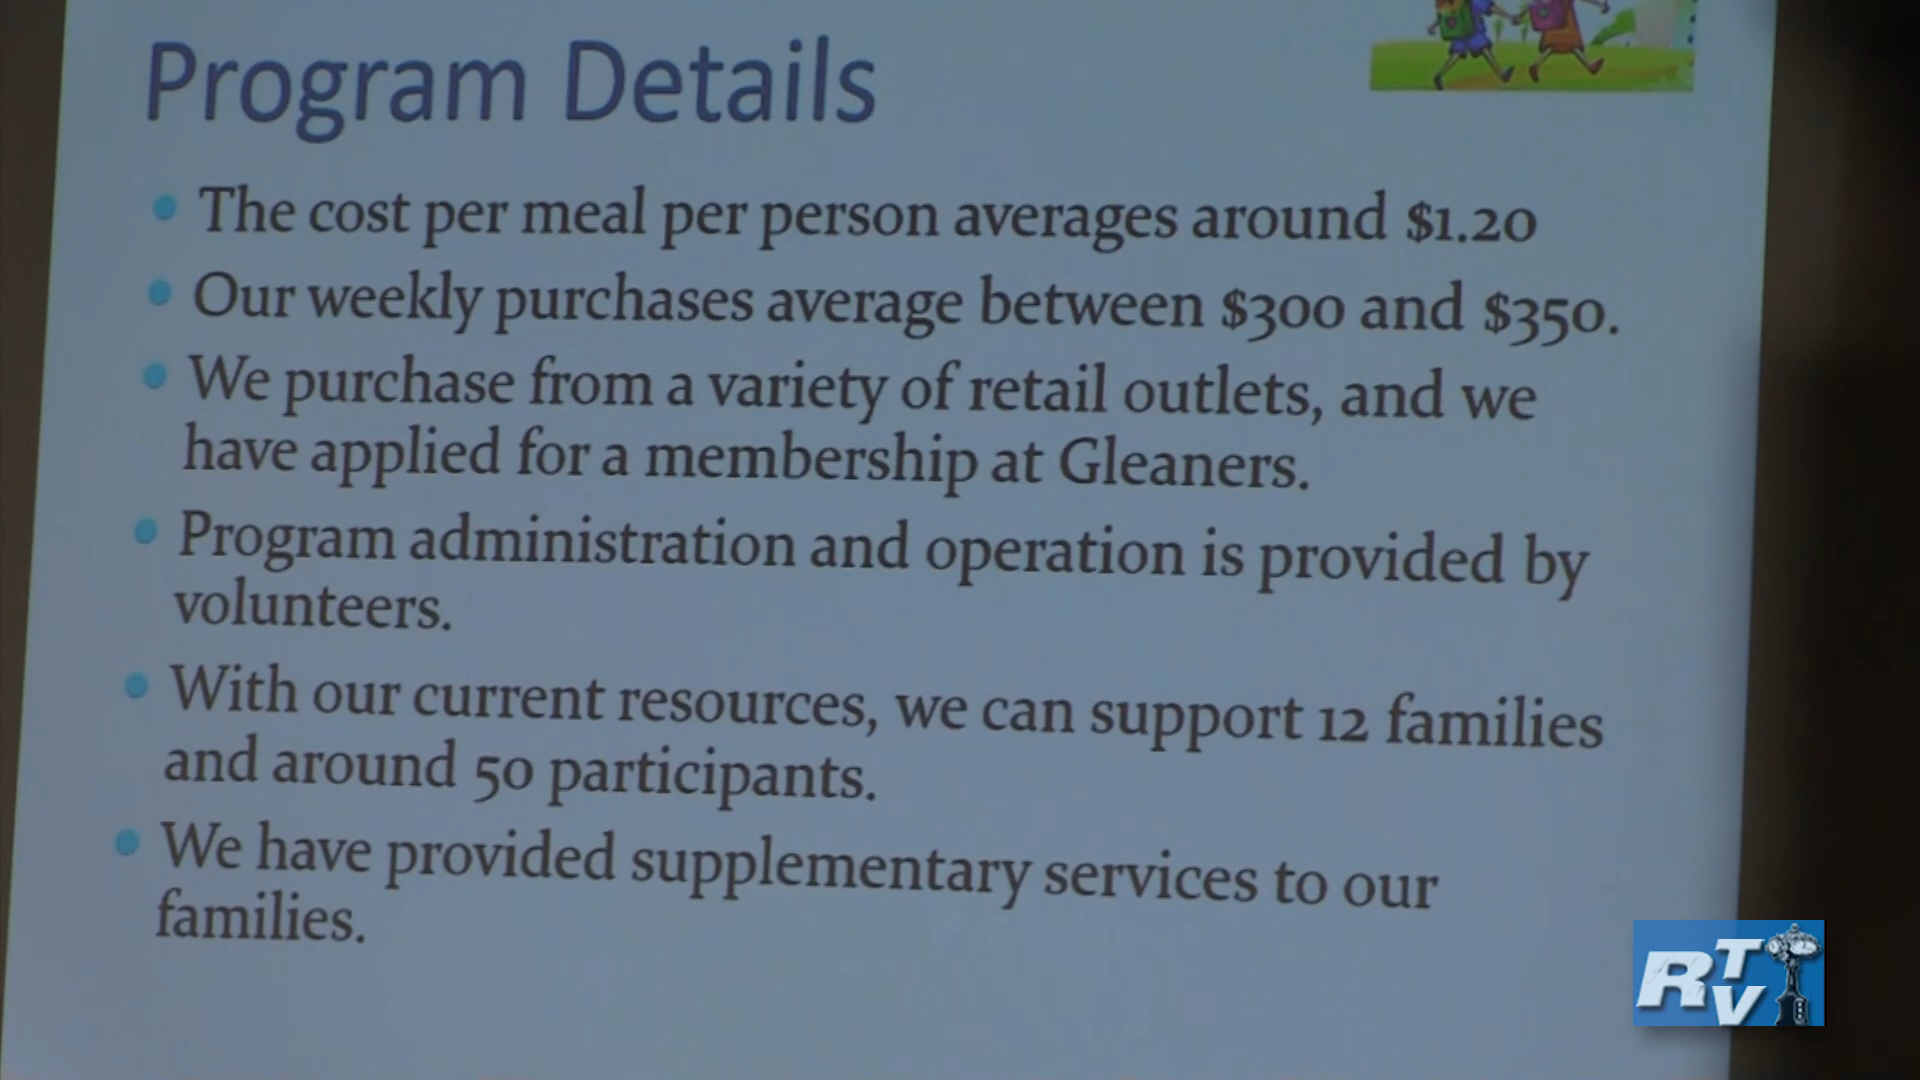 Program Details
The cost per meal per person averages around $1.20
Our weekly purchases average between $300 and $350.
We purchase from a variety of retail outlets, and we
have applied for a membership at Gleaners.
Program administration and operation is provided by
volunteers.
With our current resources, we can support 12 families
and around 50 participants.
We have provided supplementary services to our
families.
RTV